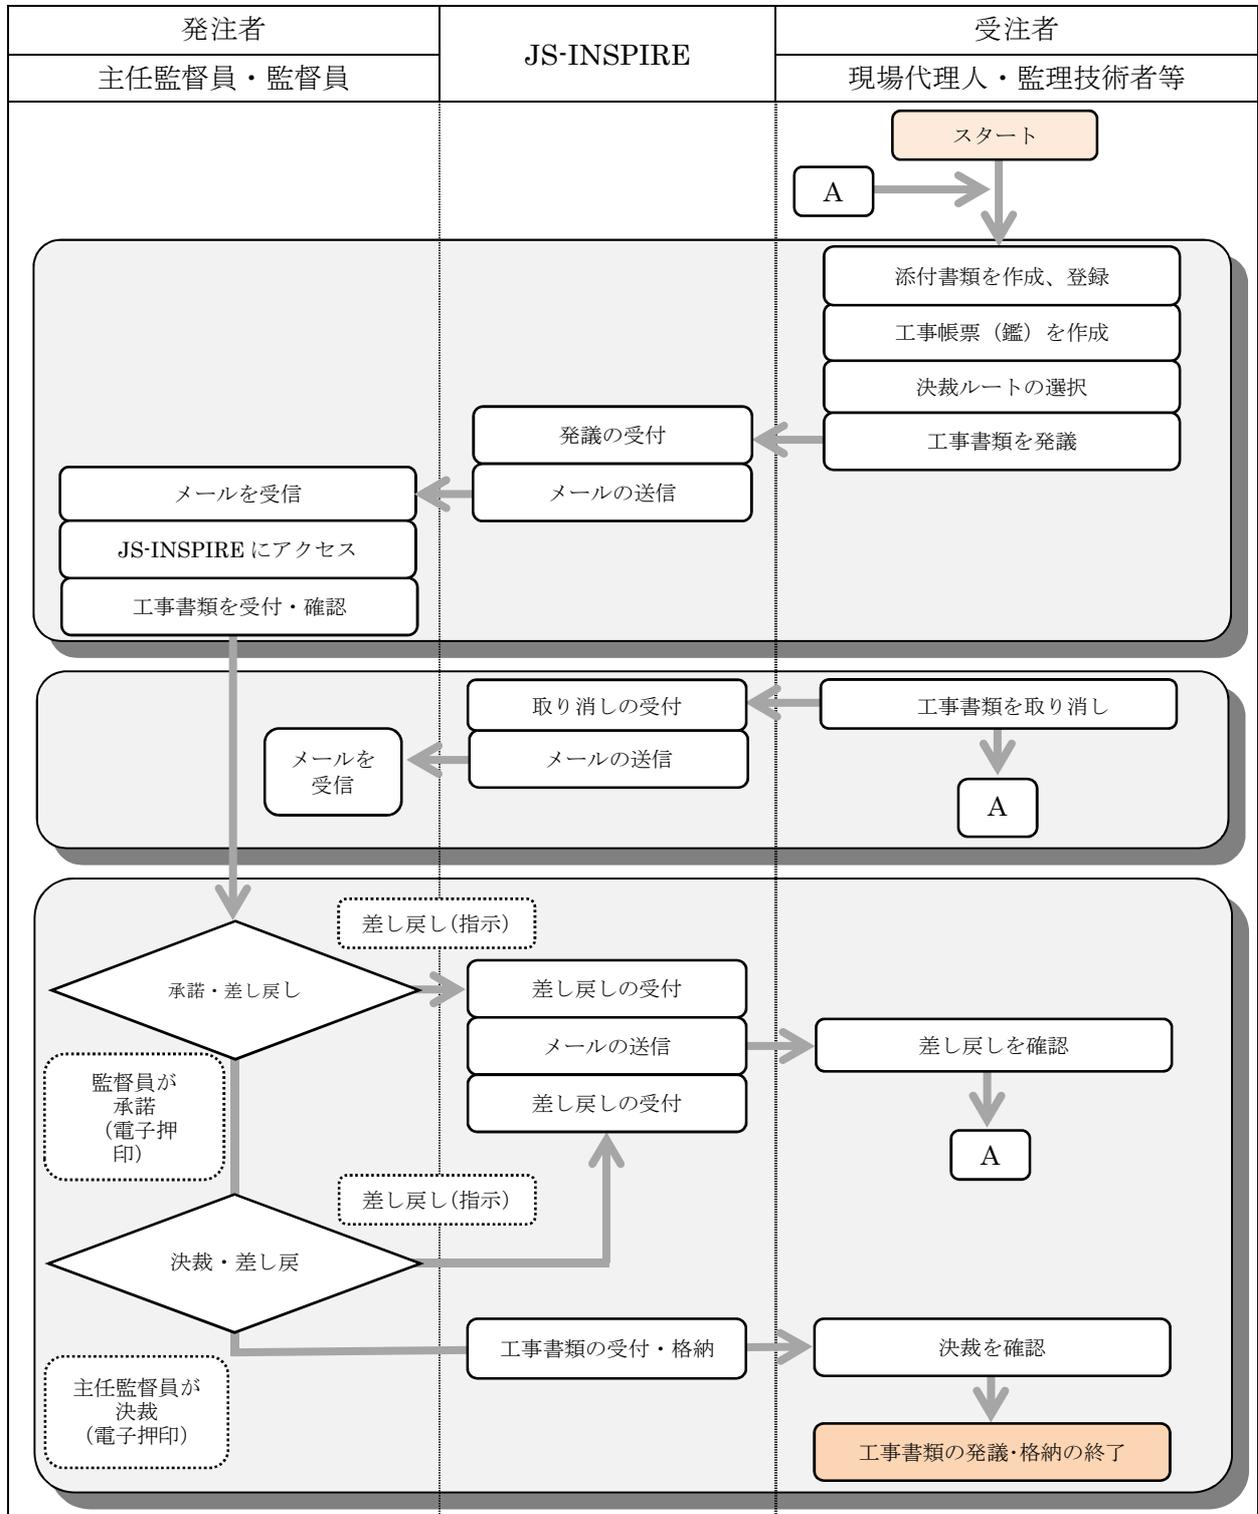 発注者
JS-INSPIRE
受注者
主任監督員・監督員
現場代理人・監理技術者等
スタート
A
添付書類を作成、登録
工事帳票（鑑）を作成
決裁ルートの選択
工事書類を発議
発議の受付
メールの送信
メールを受信
JS-INSPIRE にアクセス
工事書類を受付・確認
工事書類を取り消し
取り消しの受付
メールの送信
メールを
受信
A
差し戻し(指示)
承諾・差し戻し
差し戻しの受付
メールの送信
差し戻しの受付
差し戻しを確認
A
監督員が
承諾
（電子押
印）
差し戻し(指示)
決裁・差し戻
工事書類の受付・格納
決裁を確認
主任監督員が
決裁
（電子押印）
工事書類の発議･格納の終了